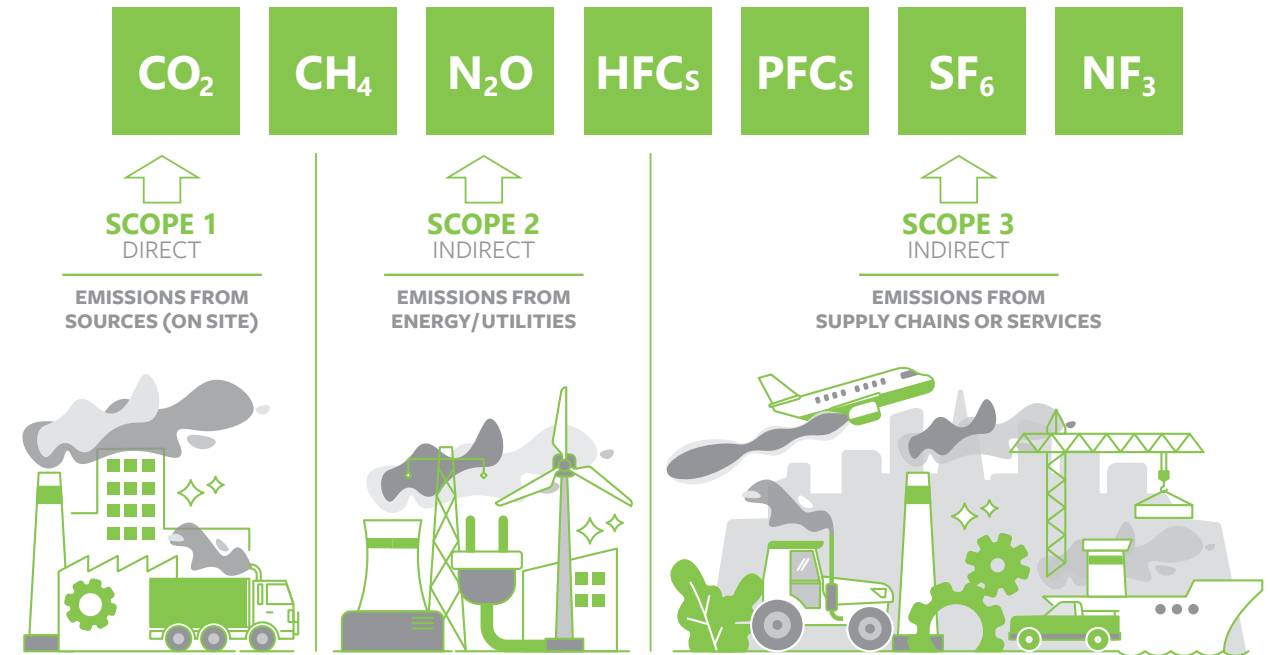 CO₂ CH₄ N₂O HFCs PFCs SF₆ NF₃
SCOPE 1
DIRECT
EMISSIONS FROM
SOURCES (ON SITE)
SCOPE 2
INDIRECT
EMISSIONS FROM
ENERGY/UTILITIES
SCOPE 3
INDIRECT
EMISSIONS FROM
SUPPLY CHAINS OR SERVICES